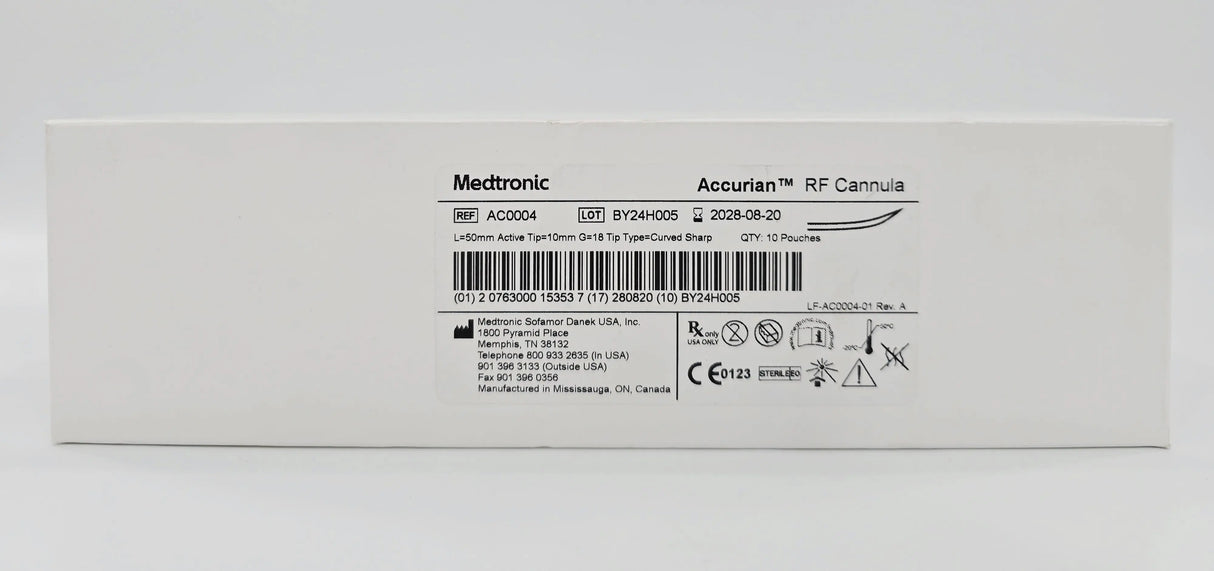 Medtronic
Accurian™ RF Cannula
REF AC0004 LOT BY24H005 2028-08-20
L=50mm Active Tip=10mm G=18 Tip Type=Curved Sharp QTY: 10 Pouches
(01) 2 0763000 15353 7 (17) 280820 (10) BY24H005
LF-AC0004-01 Rev. A
Medtronic Sofamor Danek USA, Inc.
1800 Pyramid Place
Memphis, TN 38132
Telephone 800 933 2635 (In USA)
901 396 3133 (Outside USA)
Fax 901 396 0356
Manufactured in Mississauga, ON, Canada
Rx only
USA ONLY
2
i
CE0123
STERILE EO